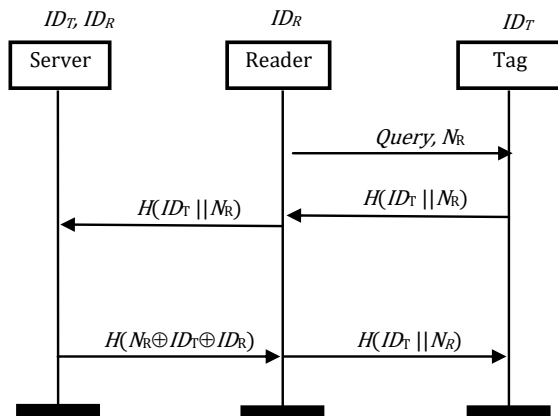 ID_T, ID_R
ID_R
ID_T
Server
Reader
Tag
Query, N_R
H(ID_T ||N_R)
H(ID_T ||N_R)
H(N_R⊕ID_T⊕ID_R)
H(ID_T ||N_R)